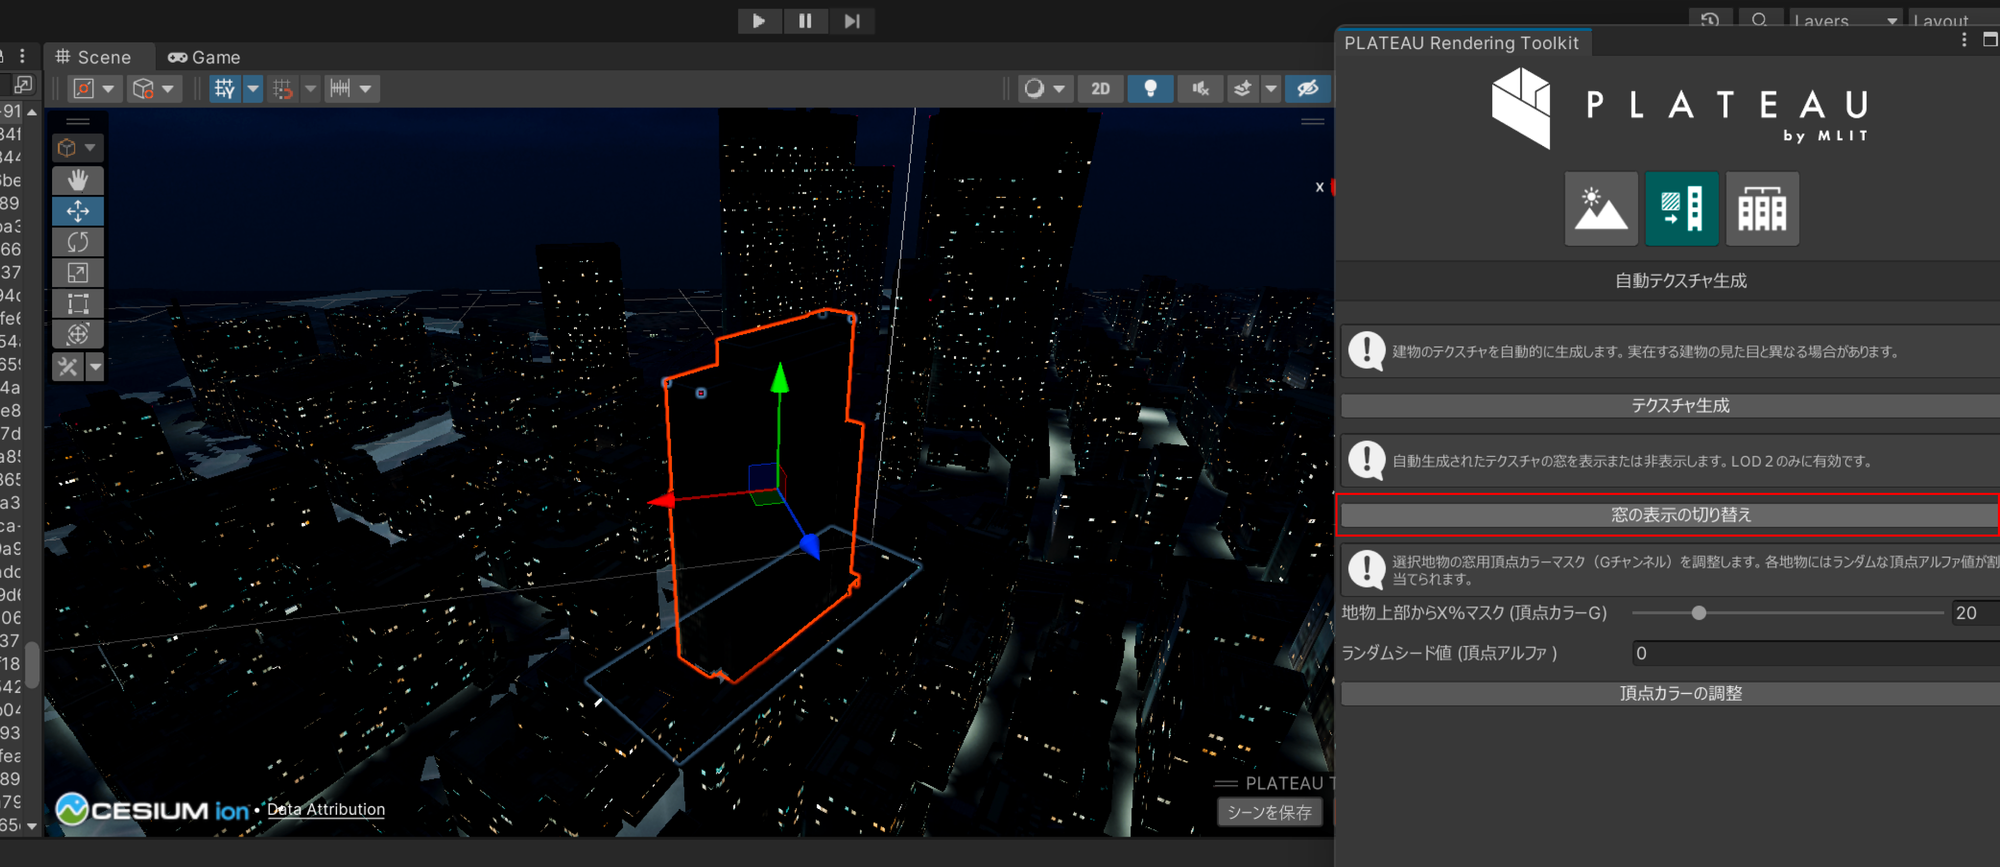 Layers
Layout
Scene
Game
PLATEAU Rendering Toolkit
2D
PLATEAU
by MLIT
x
自動テクスチャ生成
建物のテクスチャを自動的に生成します。実在する建物の見た目と異なる場合があります。
テクスチャ生成
自動生成されたテクスチャの窓を表示または非表示します。LOD２のみに有効です。
窓の表示の切り替え
選択地物の窓用頂点カラーマスク（Gチャンネル）を調整します。各地物にはランダムな頂点アルファ値が割
当てられます。
地物上部からX%マスク (頂点カラーG)
20
ランダムシード値 (頂点アルファ )
0
頂点カラーの調整
PLATEAU T
シーンを保存
CESIUM ion
Data Attribution